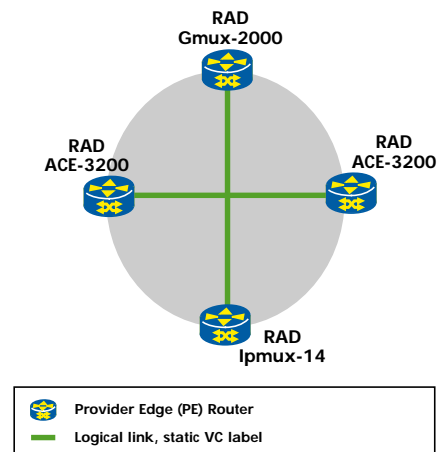 RAD
Gmux-2000
RAD
ACE-3200
RAD
ACE-3200
RAD
Ipmux-14
Provider Edge (PE) Router
Logical link, static VC label